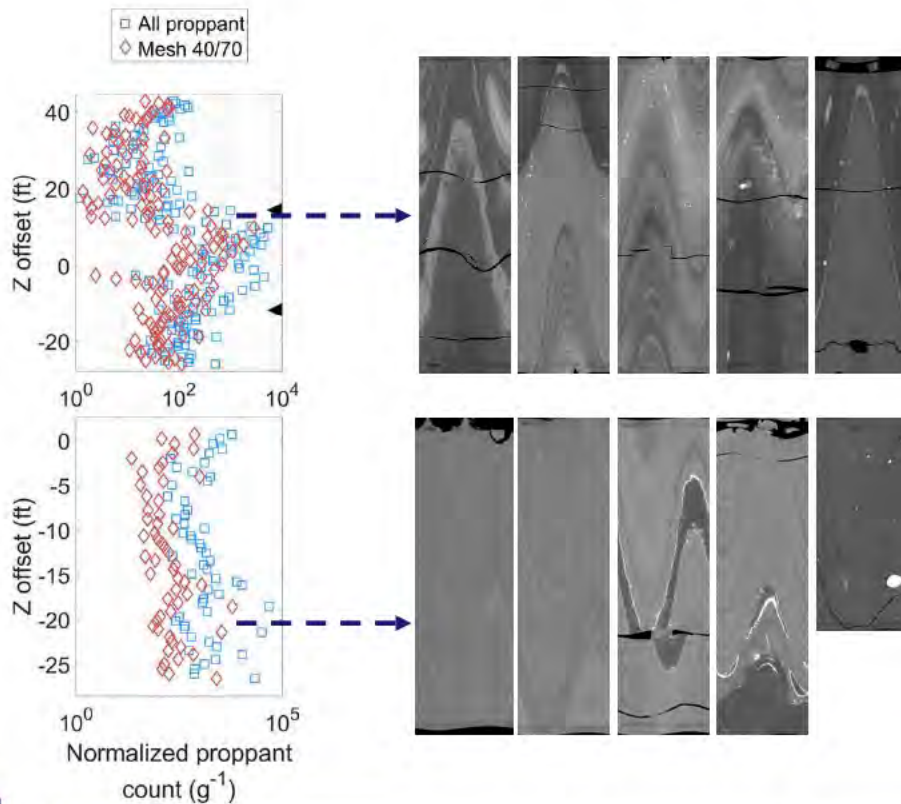 All proppant
Mesh 40/70
40
20
0
-20
Z offset (ft)
10^0
10^2
10^4
0
-5
-10
-15
-20
-25
Z offset (ft)
10^0
10^5
Normalized proppant
count (g^-1)